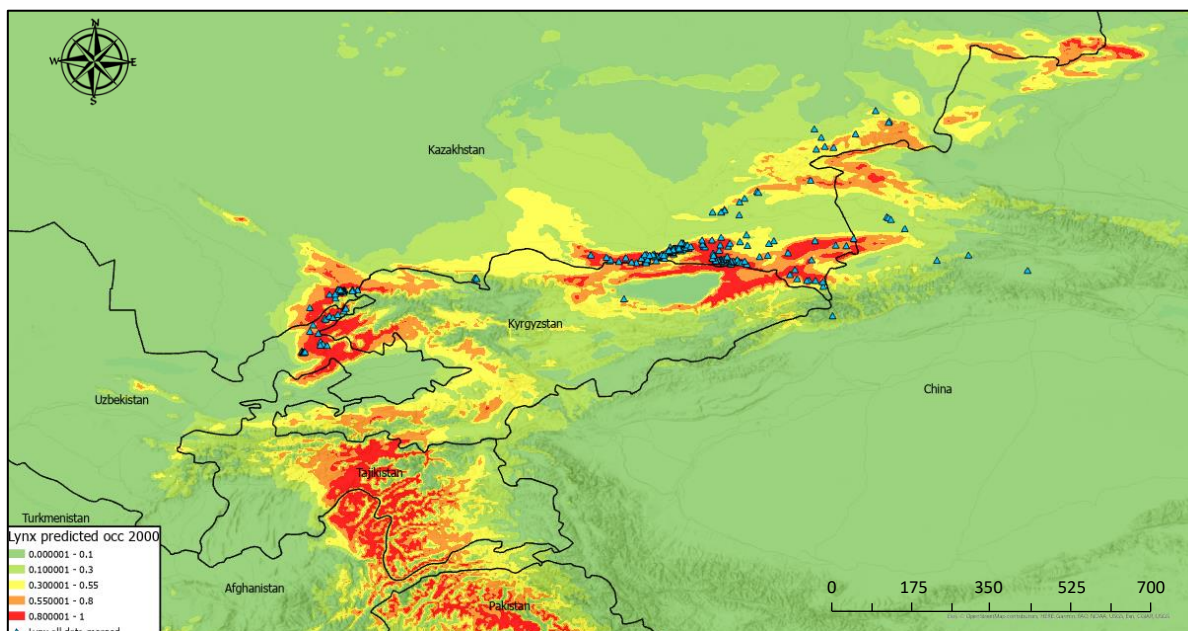 N
W E
S
Kazakhstan
Kyrgyzstan
China
Uzbekistan
Tajikistan
Turkmenistan
Afghanistan
Pakistan
Lynx predicted occ 2000
0.000001 - 0.1
0.100001 - 0.3
0.300001 - 0.55
0.550001 - 0.8
0.800001 - 1
0 175 350 525 700